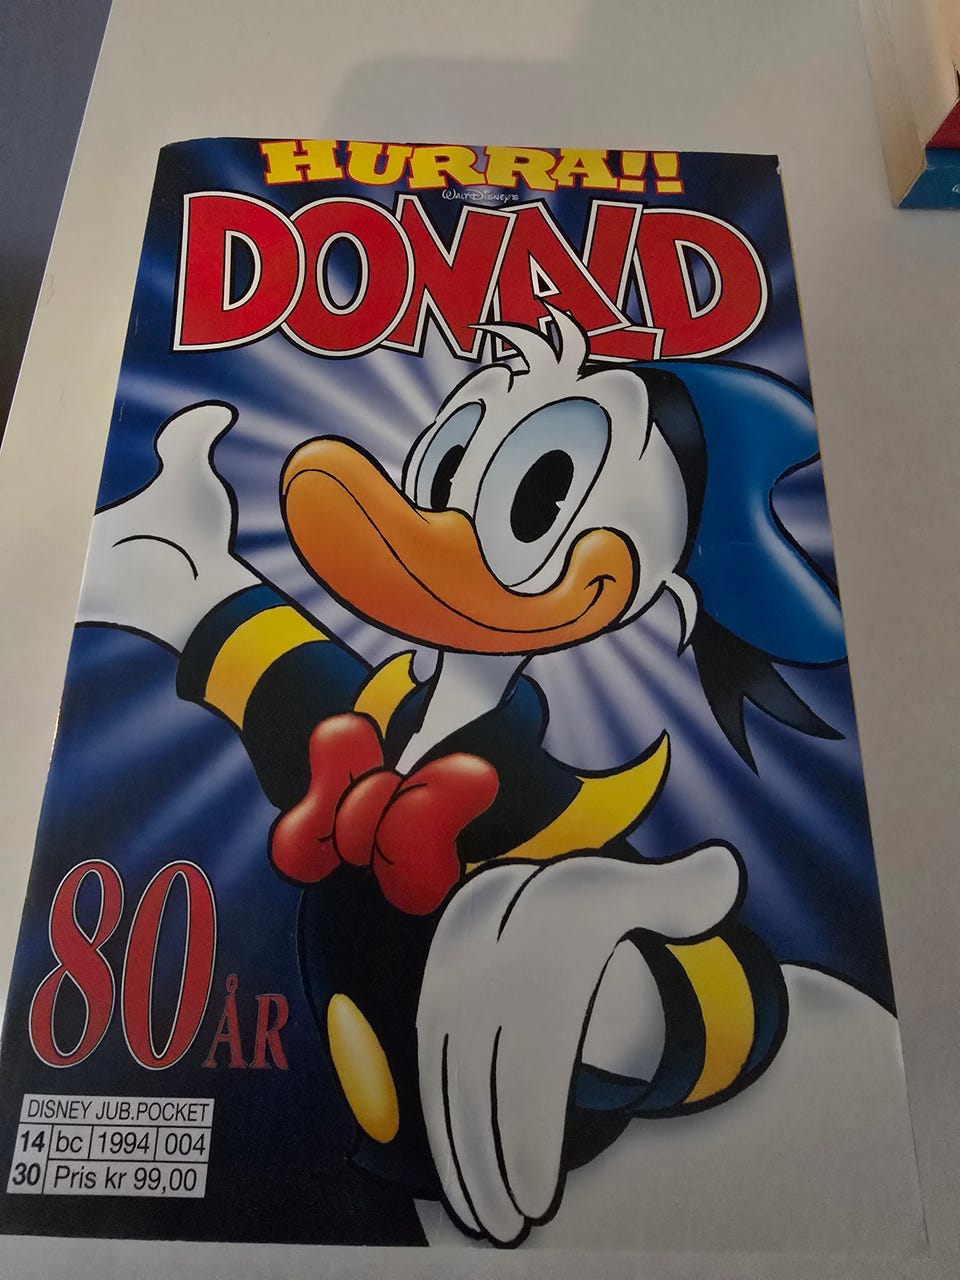 HURRA!!
WALT DISNEY'S
DONALD
80 ÅR
DISNEY JUB.POCKET
14 bc 1994 004
30 Pris kr 99,00